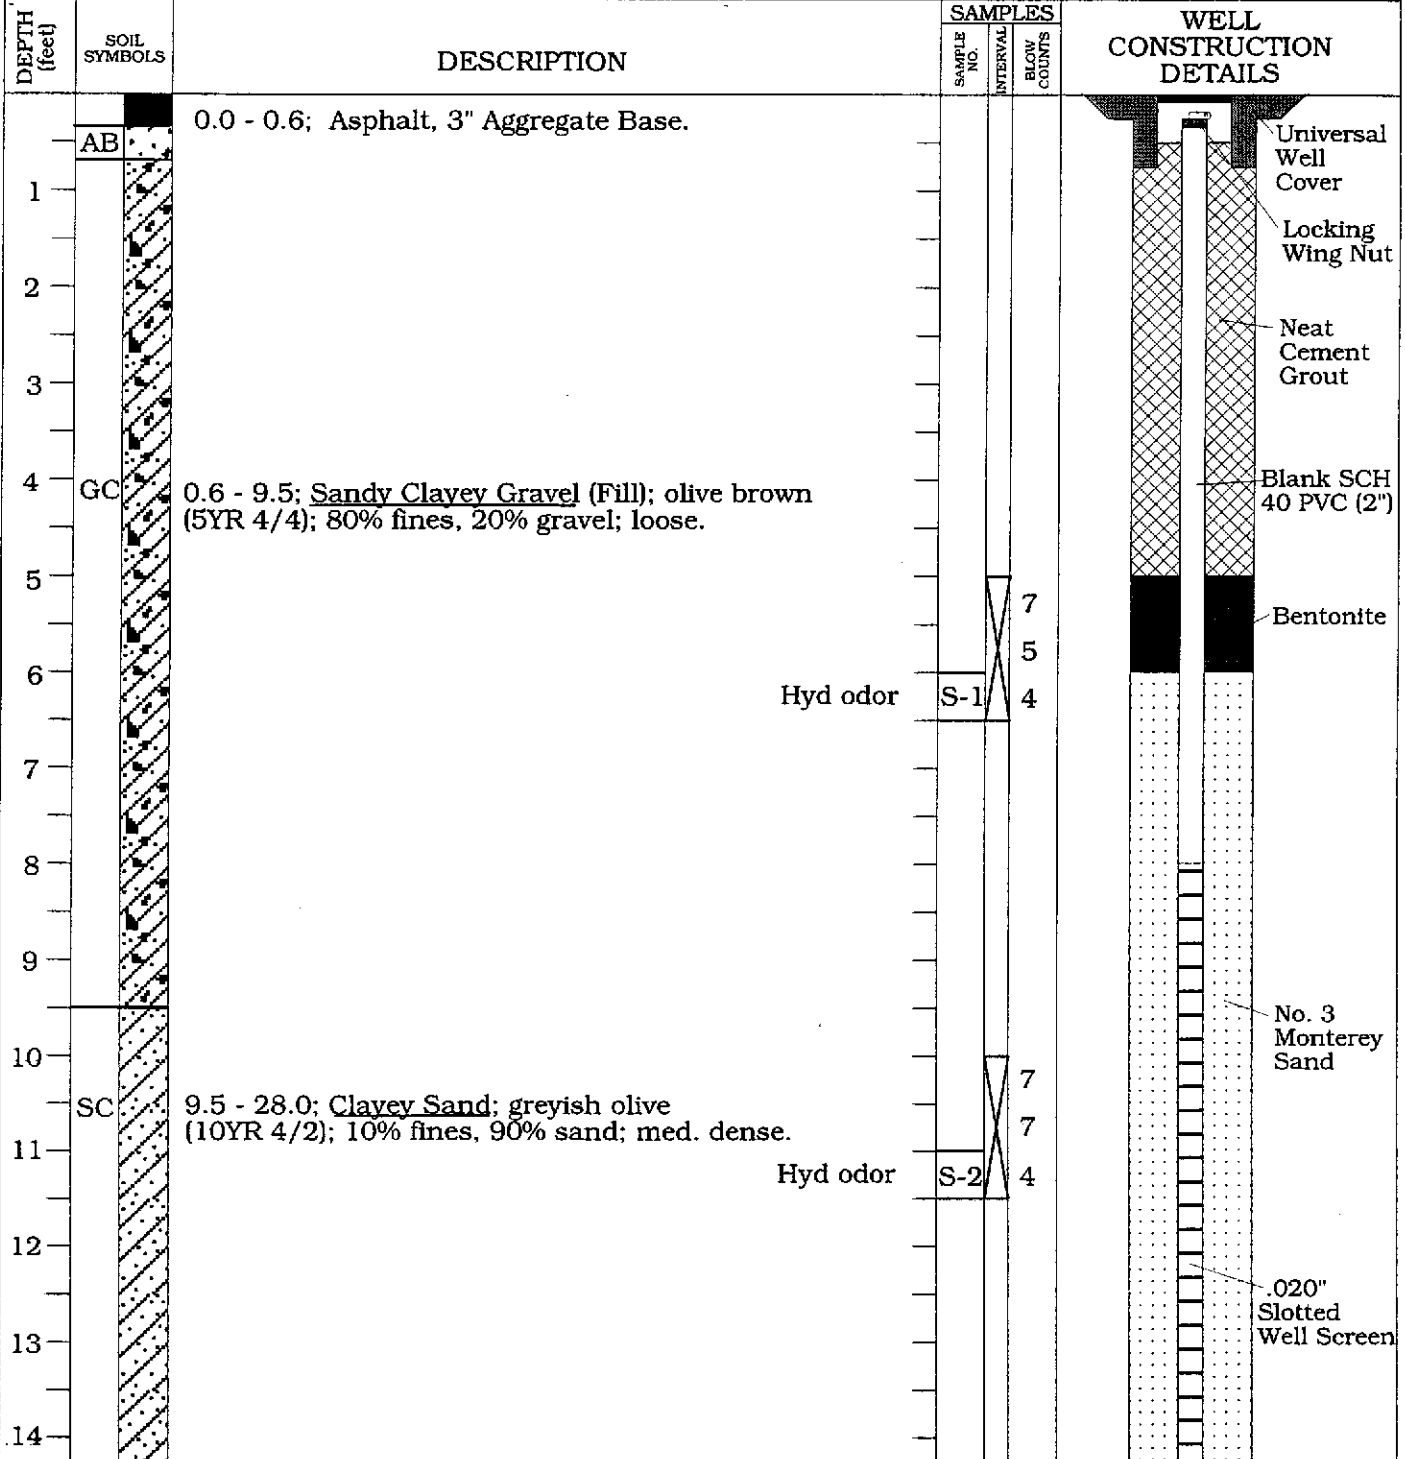 DEPTH
(feet)
SOIL
SYMBOLS
DESCRIPTION
SAMPLES
SAMPLE
NO.
INTERVAL
BLOW
COUNTS
WELL
CONSTRUCTION
DETAILS
0.0 - 0.6; Asphalt, 3" Aggregate Base.
AB
Universal
Well
Cover
1
Locking
Wing Nut
2
Neat
Cement
Grout
3
4
GC
0.6 - 9.5; Sandy Clayey Gravel (Fill); olive brown
(5YR 4/4); 80% fines, 20% gravel; loose.
Blank SCH
40 PVC (2")
5
7
Bentonite
5
6
Hyd odor
S-1
4
7
8
9
No. 3
Monterey
Sand
10
7
SC
9.5 - 28.0; Clayey Sand; greyish olive
(10YR 4/2); 10% fines, 90% sand; med. dense.
7
11
Hyd odor
S-2
4
12
.020"
Slotted
Well Screen
13
14